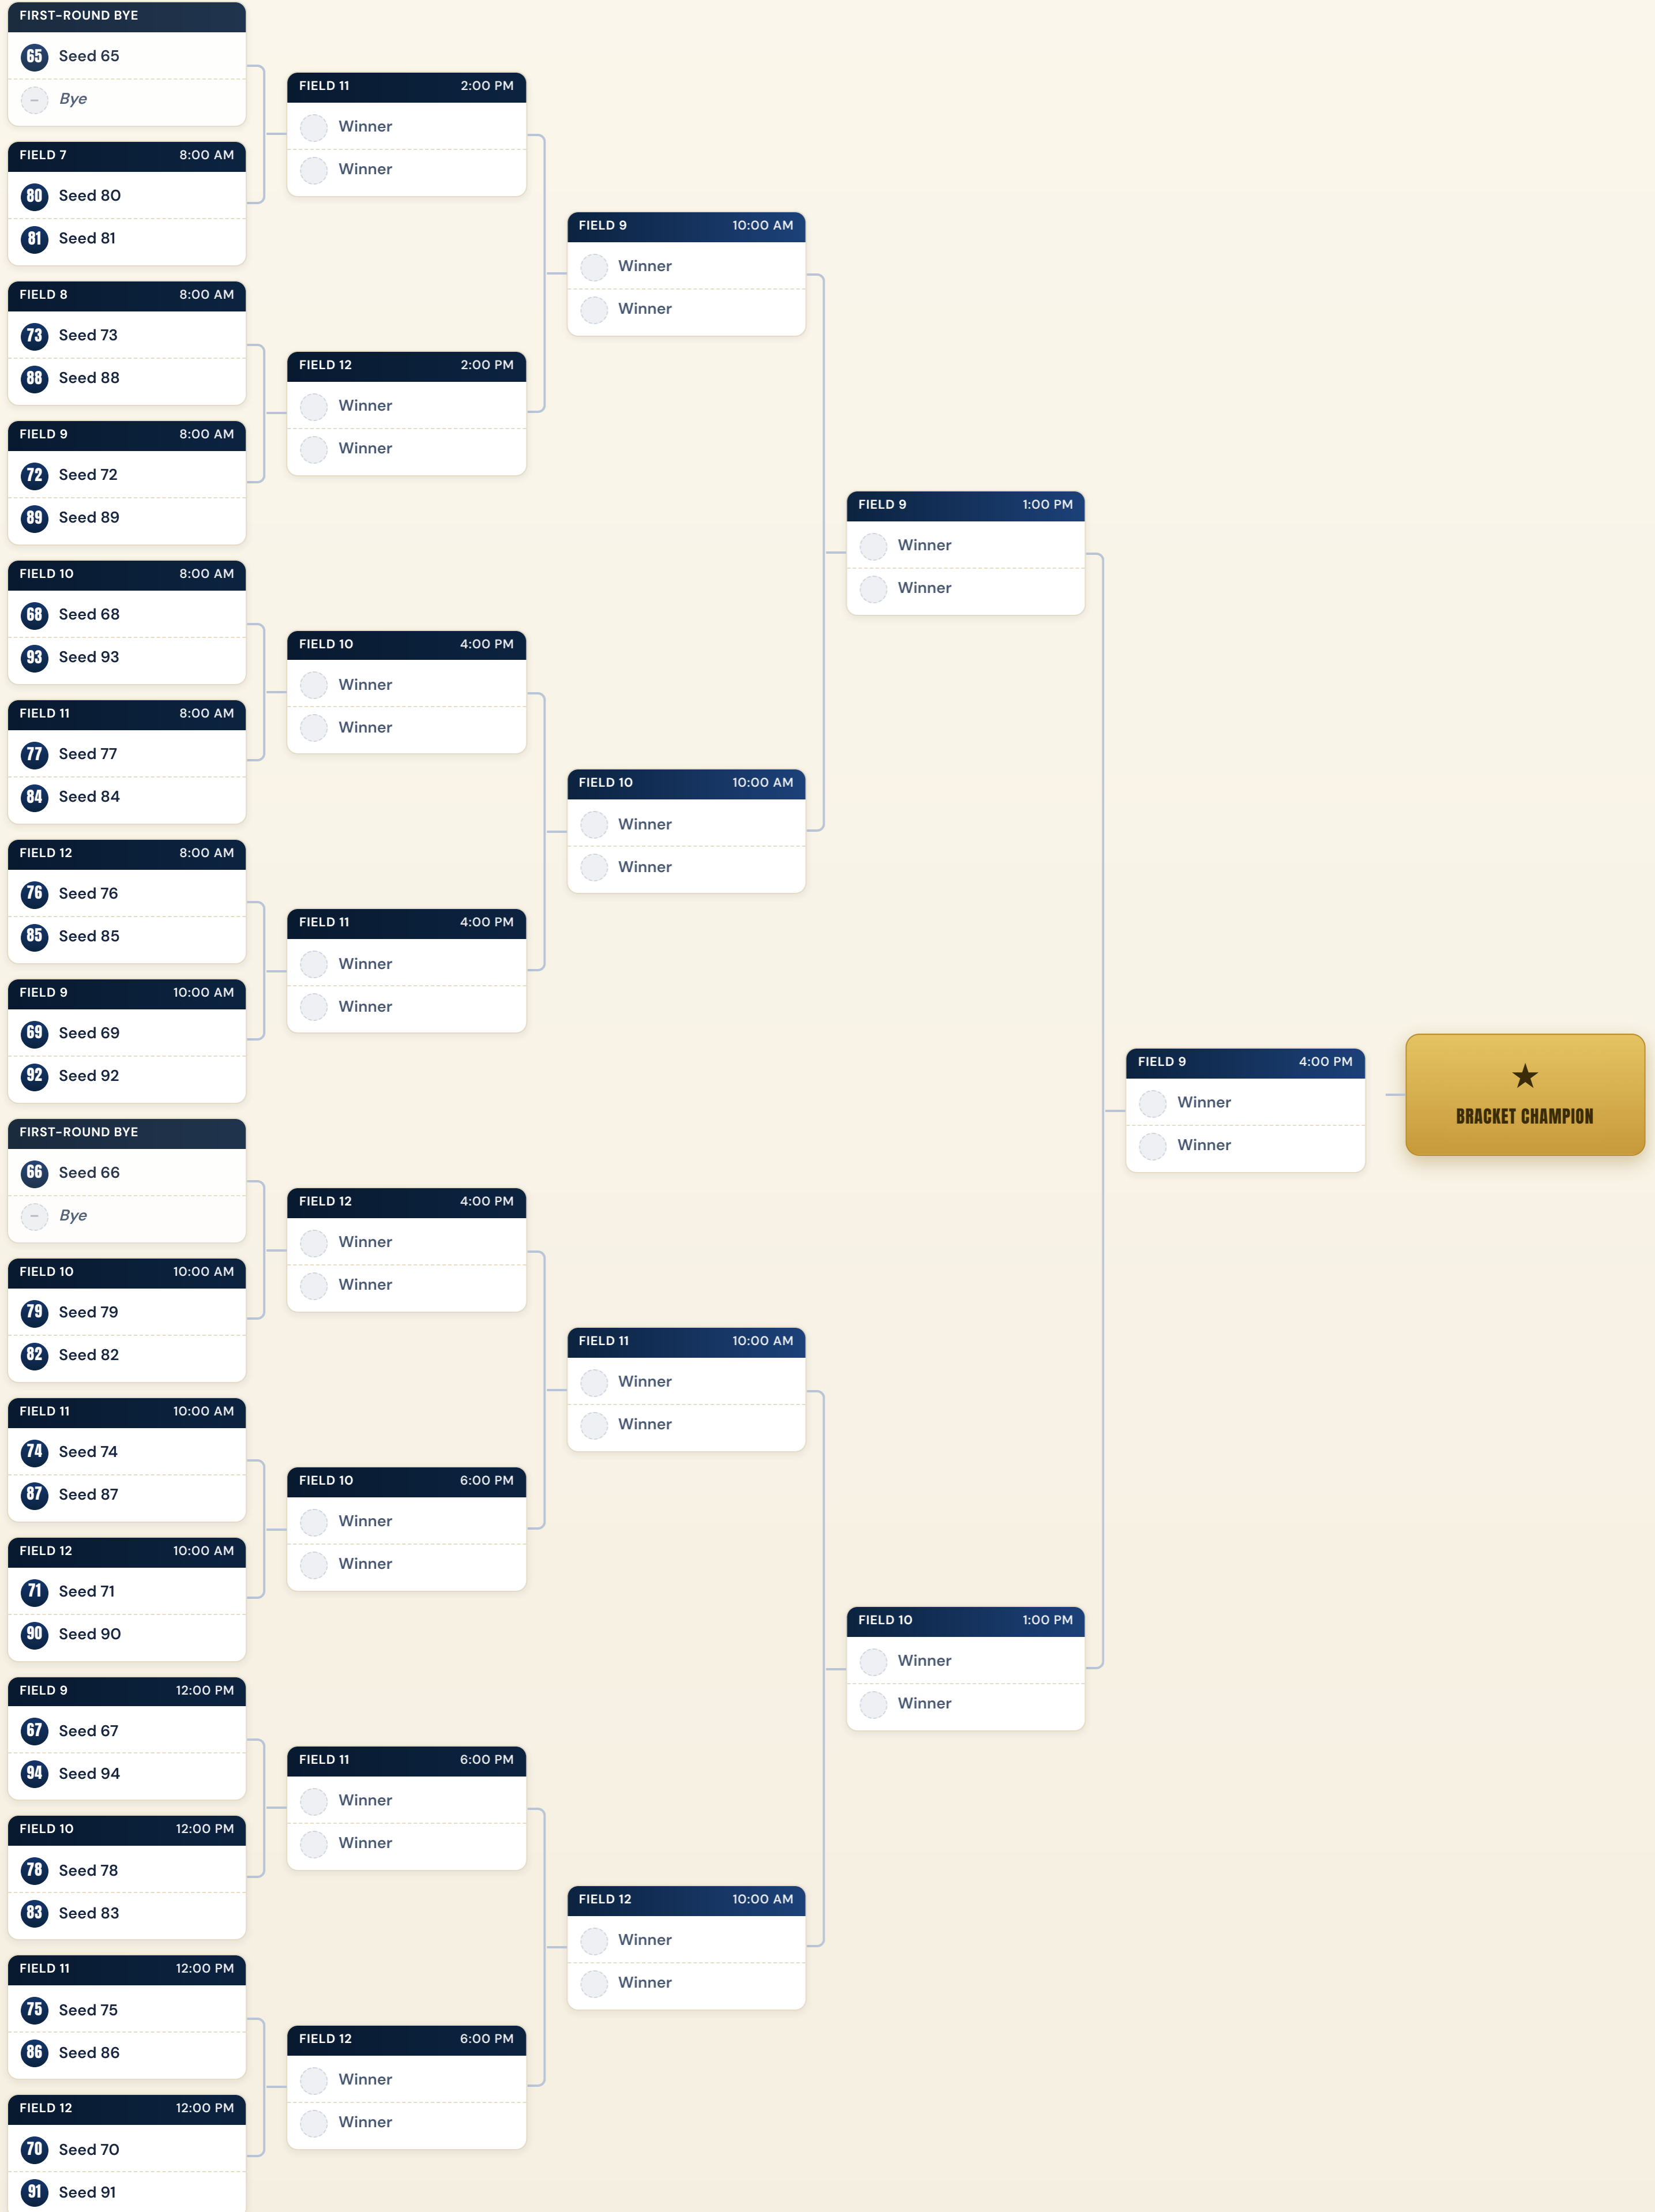 FIRST-ROUND BYE
65 Seed 65
– Bye
FIELD 7 8:00 AM
80 Seed 80
81 Seed 81
FIELD 8 8:00 AM
73 Seed 73
88 Seed 88
FIELD 9 8:00 AM
72 Seed 72
89 Seed 89
FIELD 10 8:00 AM
68 Seed 68
93 Seed 93
FIELD 11 8:00 AM
77 Seed 77
84 Seed 84
FIELD 12 8:00 AM
76 Seed 76
85 Seed 85
FIELD 9 10:00 AM
69 Seed 69
92 Seed 92
FIRST-ROUND BYE
66 Seed 66
– Bye
FIELD 10 10:00 AM
79 Seed 79
82 Seed 82
FIELD 11 10:00 AM
74 Seed 74
87 Seed 87
FIELD 12 10:00 AM
71 Seed 71
90 Seed 90
FIELD 9 12:00 PM
67 Seed 67
94 Seed 94
FIELD 10 12:00 PM
78 Seed 78
83 Seed 83
FIELD 11 12:00 PM
75 Seed 75
86 Seed 86
FIELD 12 12:00 PM
70 Seed 70
91 Seed 91
FIELD 11 2:00 PM
Winner
Winner
FIELD 12 2:00 PM
Winner
Winner
FIELD 10 4:00 PM
Winner
Winner
FIELD 11 4:00 PM
Winner
Winner
FIELD 12 4:00 PM
Winner
Winner
FIELD 10 6:00 PM
Winner
Winner
FIELD 11 6:00 PM
Winner
Winner
FIELD 12 6:00 PM
Winner
Winner
FIELD 9 10:00 AM
Winner
Winner
FIELD 10 10:00 AM
Winner
Winner
FIELD 11 10:00 AM
Winner
Winner
FIELD 12 10:00 AM
Winner
Winner
FIELD 9 1:00 PM
Winner
Winner
FIELD 10 1:00 PM
Winner
Winner
FIELD 9 4:00 PM
Winner
Winner
★
BRACKET CHAMPION